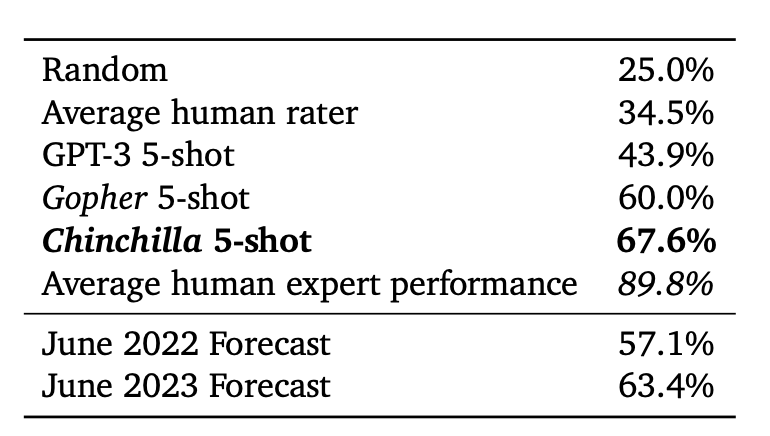 Random 25.0%
Average human rater 34.5%
GPT-3 5-shot 43.9%
Gopher 5-shot 60.0%
Chinchilla 5-shot 67.6%
Average human expert performance 89.8%
June 2022 Forecast 57.1%
June 2023 Forecast 63.4%